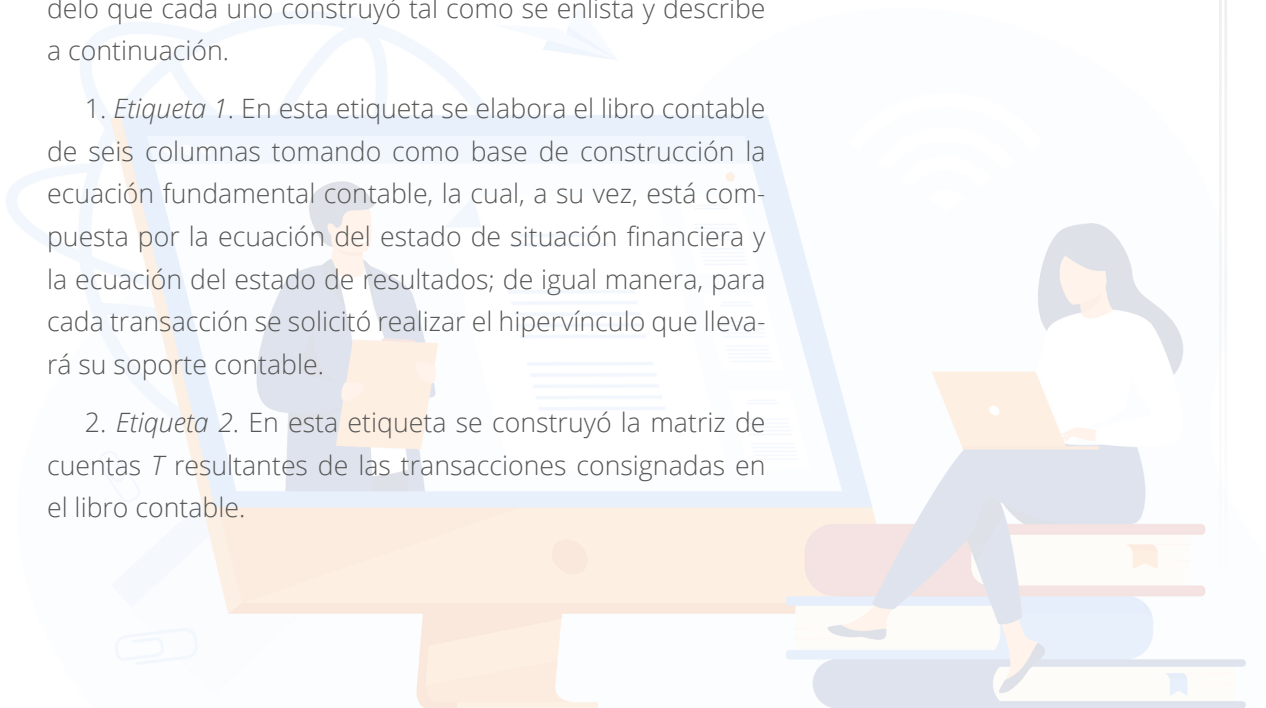 delo que cada uno construyó tal como se enlista y describe
a continuación.
1. Etiqueta 1. En esta etiqueta se elabora el libro contable
de seis columnas tomando como base de construcción la
ecuación fundamental contable, la cual, a su vez, está com-
puesta por la ecuación del estado de situación financiera y
la ecuación del estado de resultados; de igual manera, para
cada transacción se solicitó realizar el hipervínculo que lleva-
rá su soporte contable.
2. Etiqueta 2. En esta etiqueta se construyó la matriz de
cuentas T resultantes de las transacciones consignadas en
el libro contable.